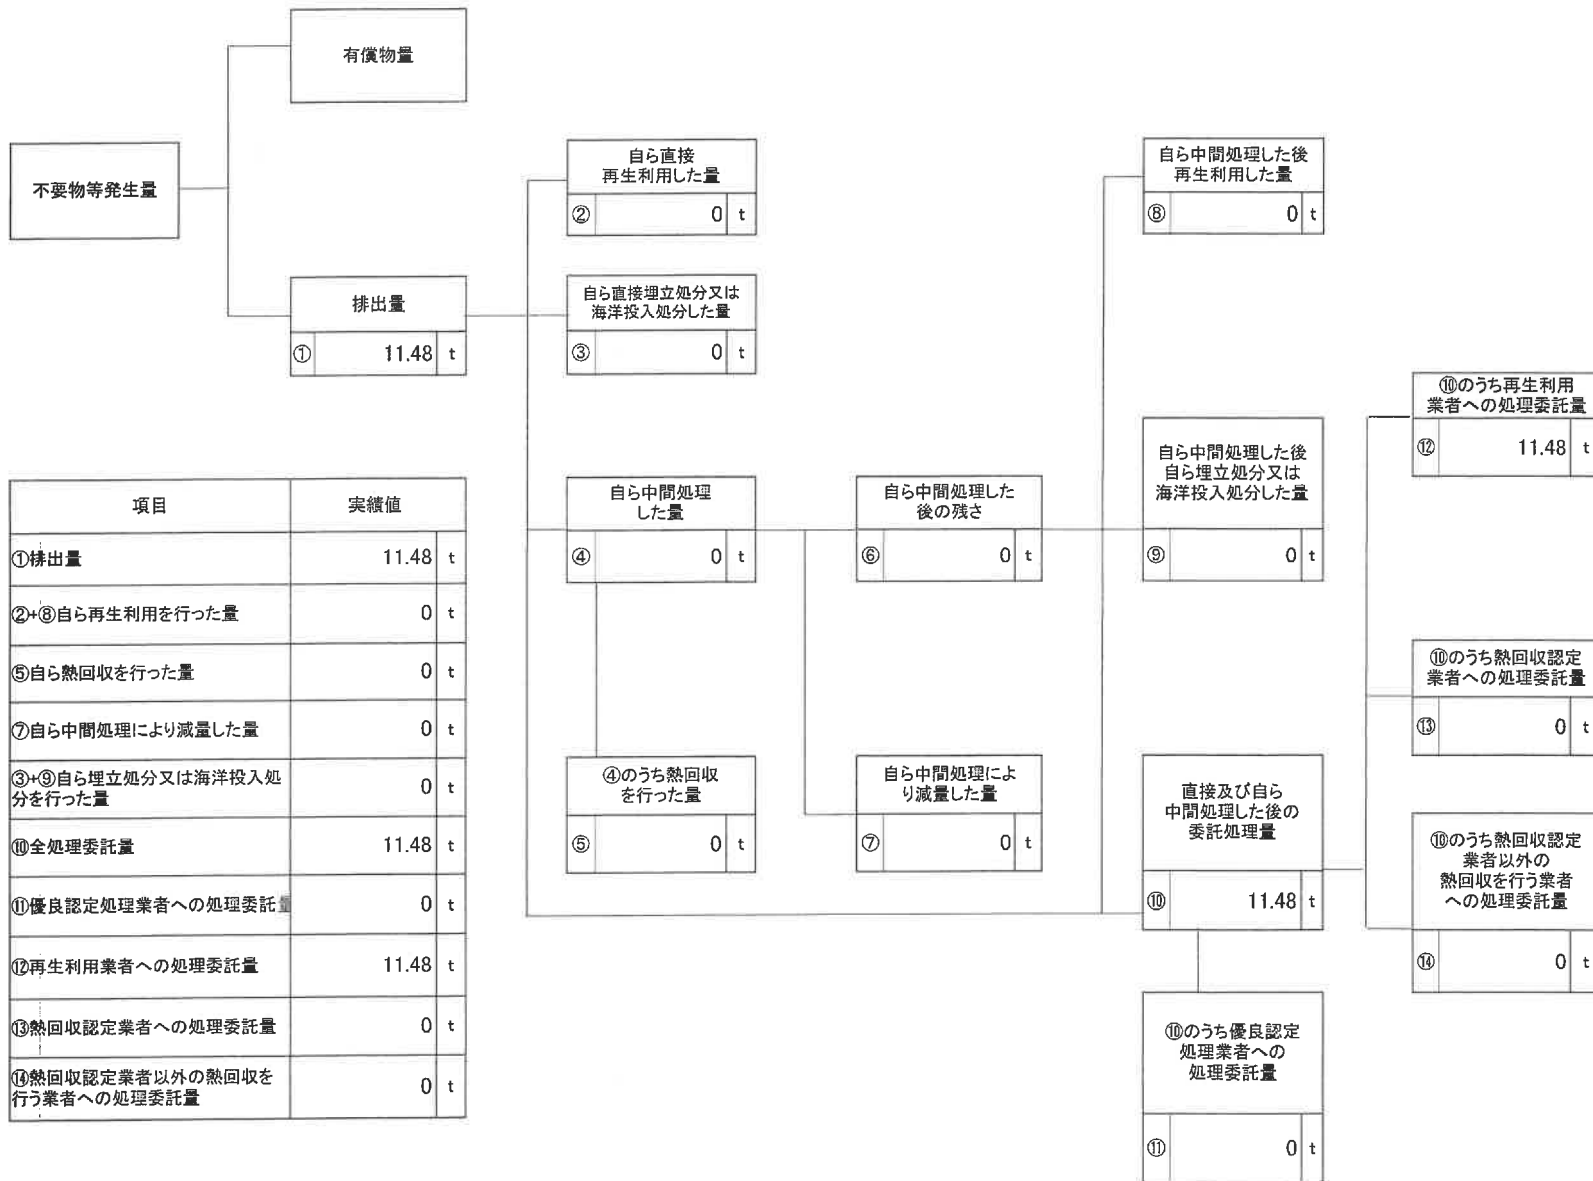 有償物量
不要物等発生量
排出量
① 11.48 t
自ら直接
再生利用した量
② 0 t
自ら直接埋立処分又は
海洋投入処分した量
③ 0 t
自ら中間処理
した量
④ 0 t
④のうち熱回収
を行った量
⑤ 0 t
自ら中間処理した
後の残さ
⑥ 0 t
自ら中間処理によ
り減量した量
⑦ 0 t
自ら中間処理した後
再生利用した量
⑧ 0 t
自ら中間処理した後
自ら埋立処分又は
海洋投入処分した量
⑨ 0 t
直接及び自ら
中間処理した後の
委託処理量
⑩ 11.48 t
⑩のうち優良認定
処理業者への
処理委託量
⑪ 0 t
⑩のうち再生利用
業者への処理委託量
⑫ 11.48 t
⑩のうち熱回収認定
業者への処理委託量
⑬ 0 t
⑩のうち熱回収認定
業者以外の
熱回収を行う業者
への処理委託量
⑭ 0 t
項目 実績値
①排出量 11.48 t
②+⑧自ら再生利用を行った量 0 t
⑤自ら熱回収を行った量 0 t
⑦自ら中間処理により減量した量 0 t
③+⑨自ら埋立処分又は海洋投入処
分を行った量 0 t
⑩全処理委託量 11.48 t
⑪優良認定処理業者への処理委託量 0 t
⑫再生利用業者への処理委託量 11.48 t
⑬熱回収認定業者への処理委託量 0 t
⑭熱回収認定業者以外の熱回収を
行う業者への処理委託量 0 t